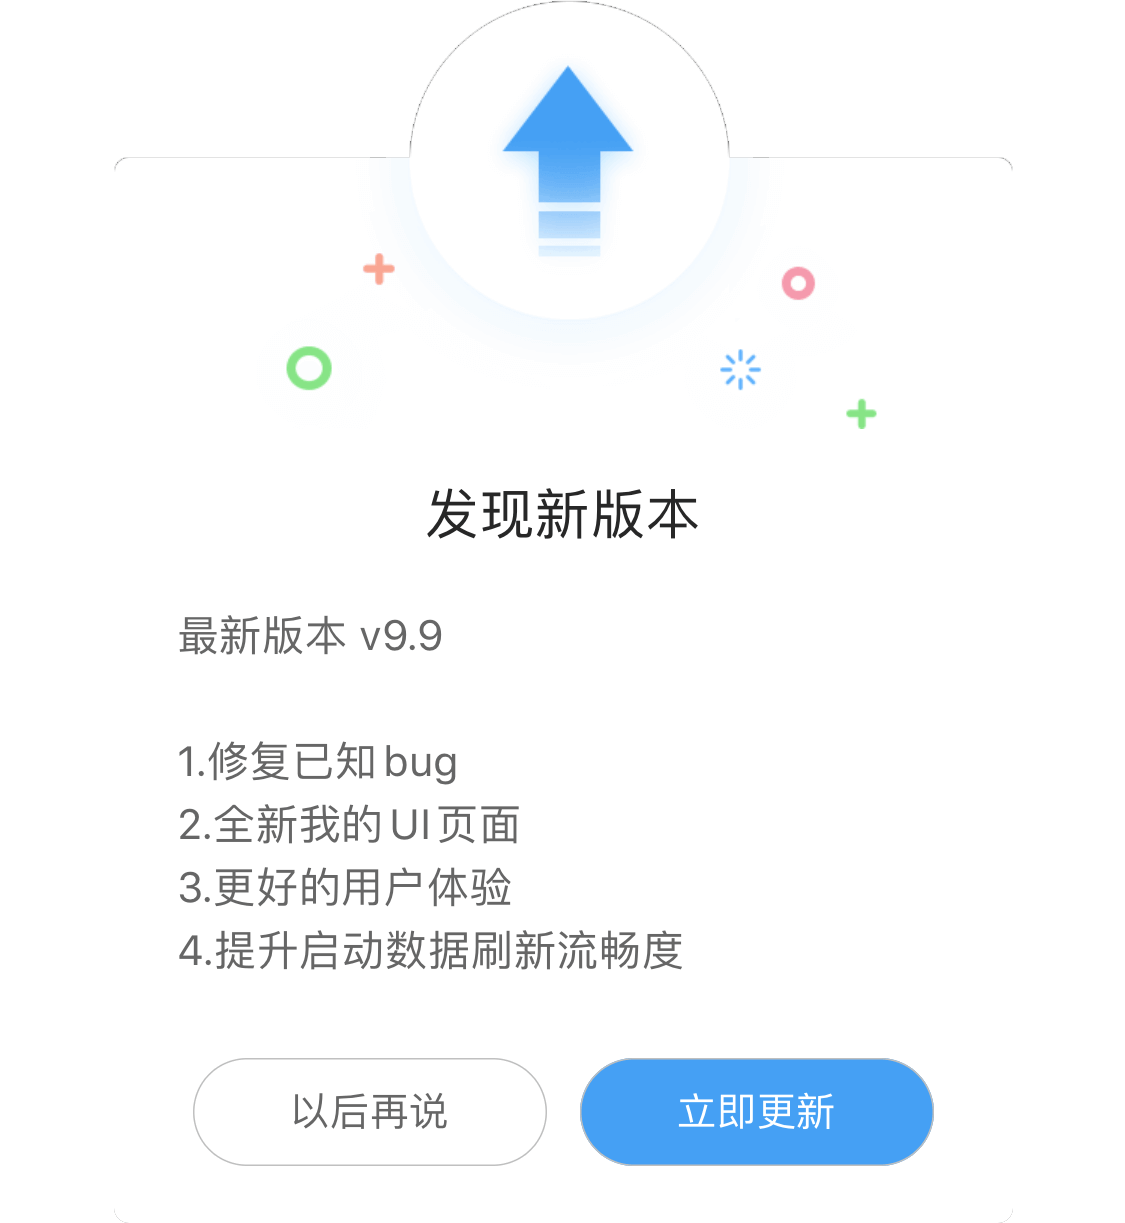 发现新版本
最新版本 v9.9
1.修复已知bug
2.全新我的UI页面
3.更好的用户体验
4.提升启动数据刷新流畅度
以后再说
立即更新